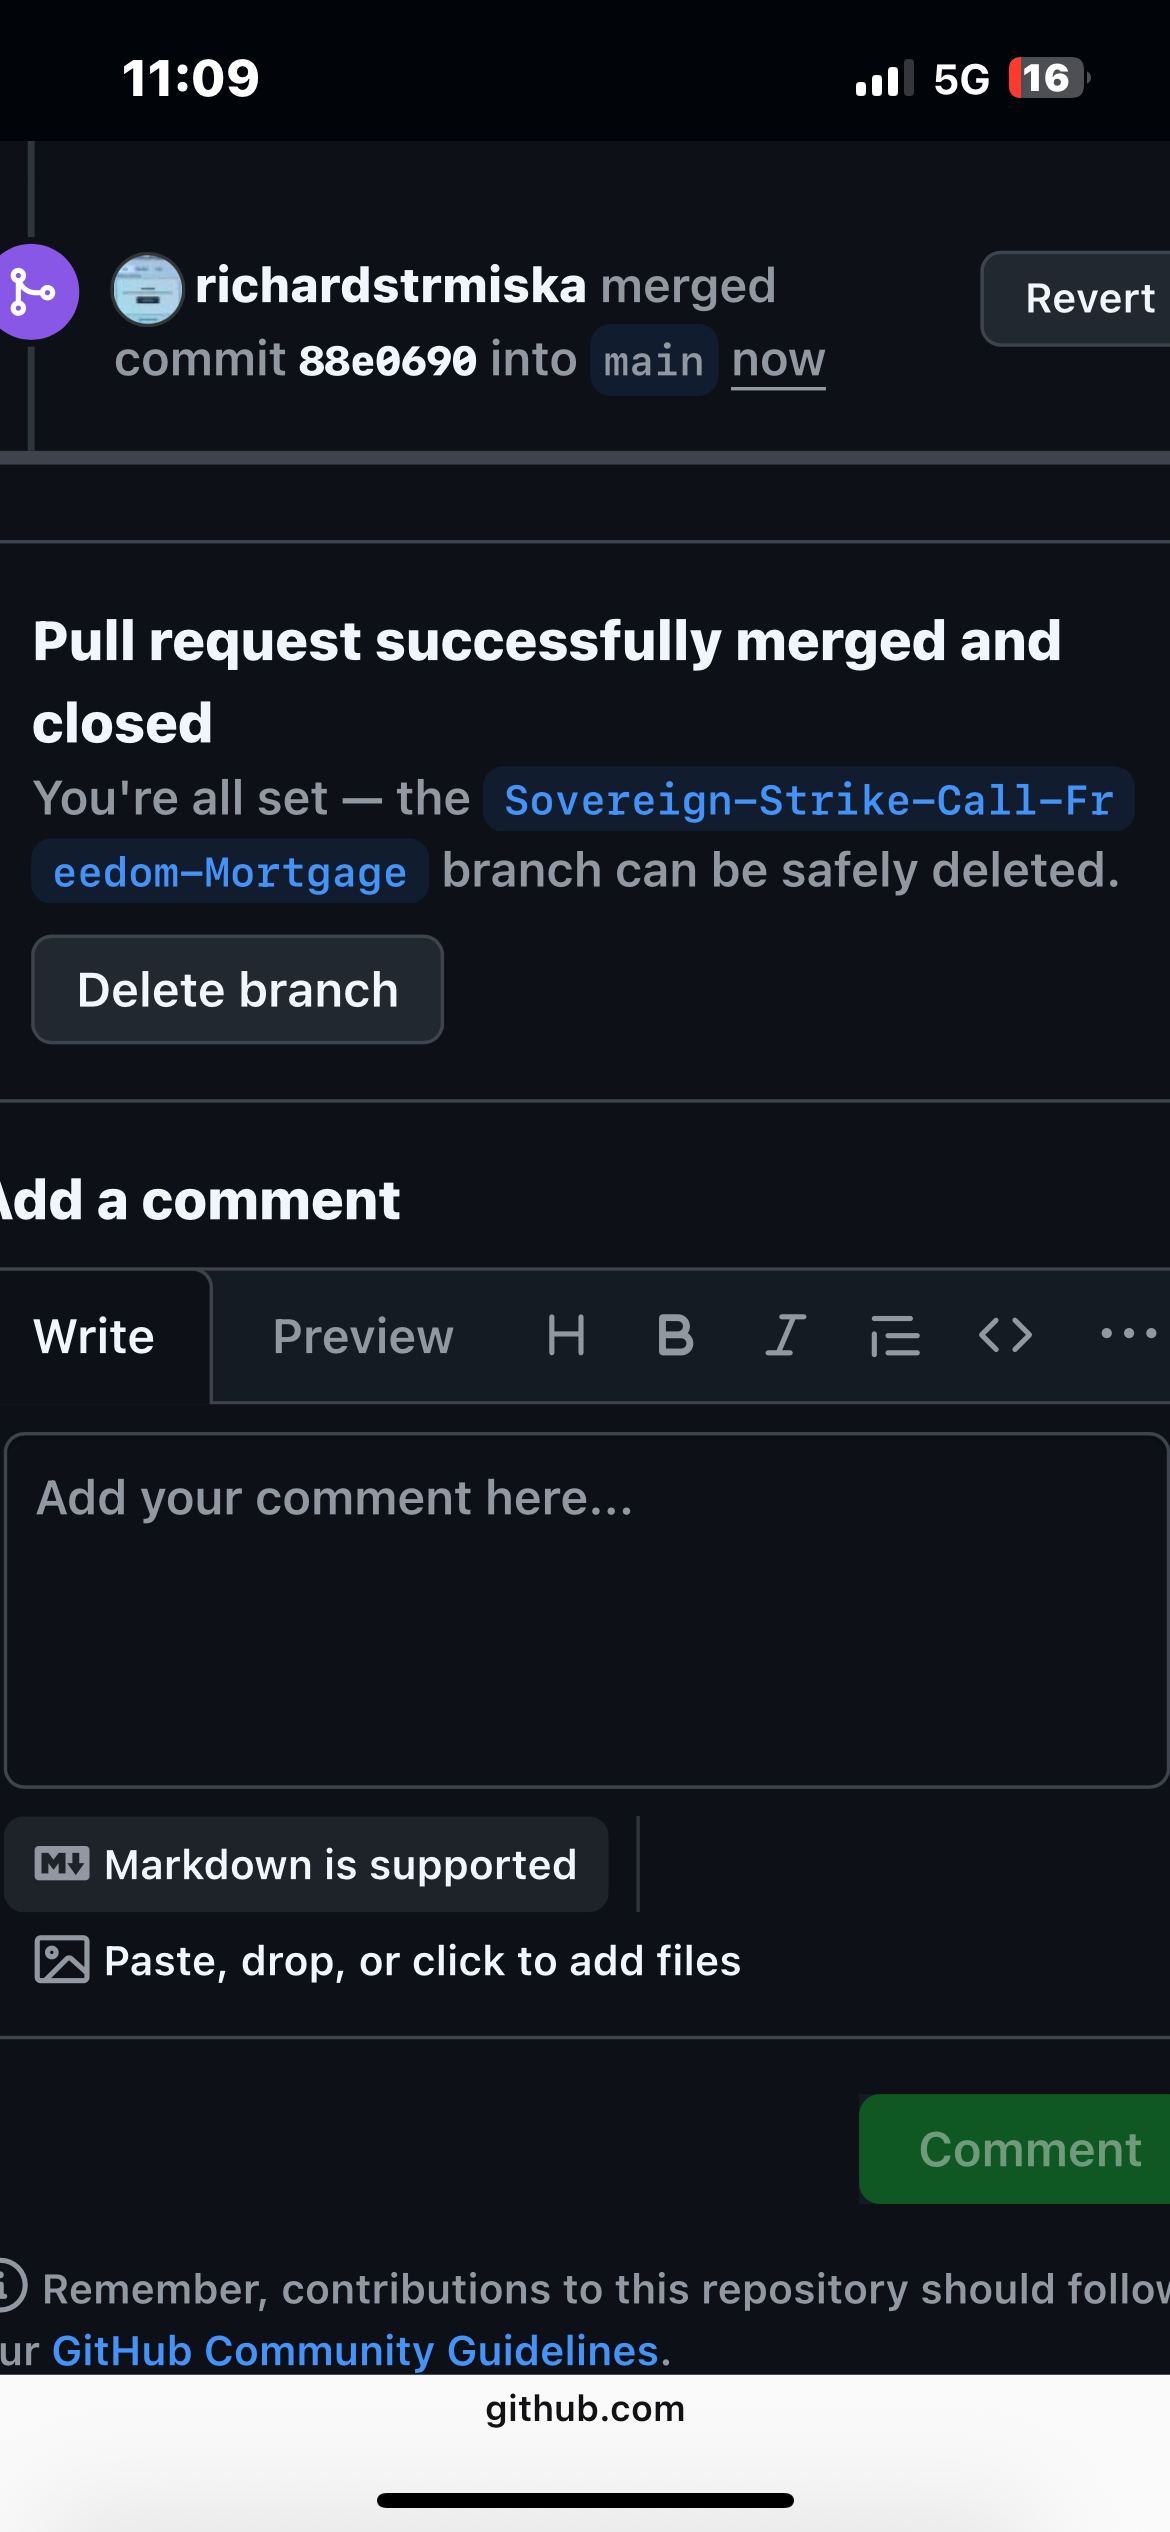 11:09
5G 16
richardstrmiska merged
Revert
commit 88e0690 into main now
Pull request successfully merged and
closed
You're all set — the Sovereign-Strike-Call-Fr
eedom-Mortgage branch can be safely deleted.
Delete branch
Add a comment
Write Preview
Add your comment here...
Markdown is supported
Paste, drop, or click to add files
Comment
Remember, contributions to this repository should follow
ur GitHub Community Guidelines.
github.com